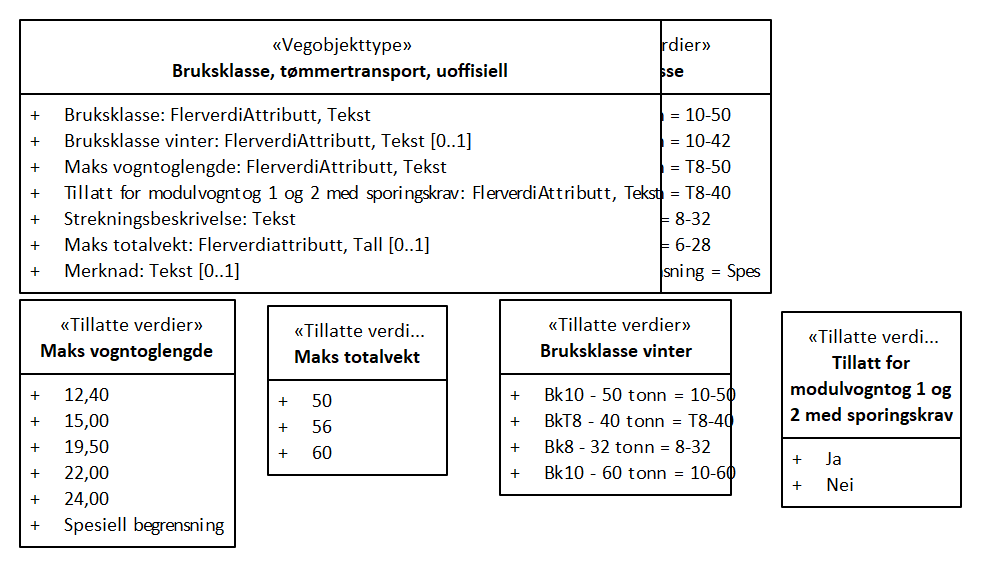 «Vegobjekttype»
Bruksklasse, tømmertransport, uoffisiell
+ Bruksklasse: FlerverdiAttributt, Tekst
+ Bruksklasse vinter: FlerverdiAttributt, Tekst [0..1]
+ Maks vogntoglengde: FlerverdiAttributt, Tekst
+ Tillatt for modulvogntog 1 og 2 med sporingskrav: FlerverdiAttributt, Tekst
+ Strekningsbeskrivelse: Tekst
+ Maks totalvekt: Flerverdiattributt, Tall [0..1]
+ Merknad: Tekst [0..1]
= 10-50
= 10-42
= T8-50
= T8-40
= 8-32
= 6-28
= Spes
«Tillatte verdier»
Maks vogntoglengde
+ 12,40
+ 15,00
+ 19,50
+ 22,00
+ 24,00
+ Spesiell begrensning
«Tillatte verdi...
Maks totalvekt
+ 50
+ 56
+ 60
«Tillatte verdier»
Bruksklasse vinter
+ Bk10 - 50 tonn = 10-50
+ BkT8 - 40 tonn = T8-40
+ Bk8 - 32 tonn = 8-32
+ Bk10 - 60 tonn = 10-60
«Tillatte verdi...
Tillatt for
modulvogntog 1 og
2 med sporingskrav
+ Ja
+ Nei